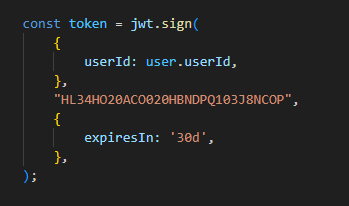 const token = jwt.sign(
    {
        userId: user.userId,
    },
    "HL34HO20ACO020HBNDPQ103J8NCOP",
    {
        expiresIn: '30d',
    },
);